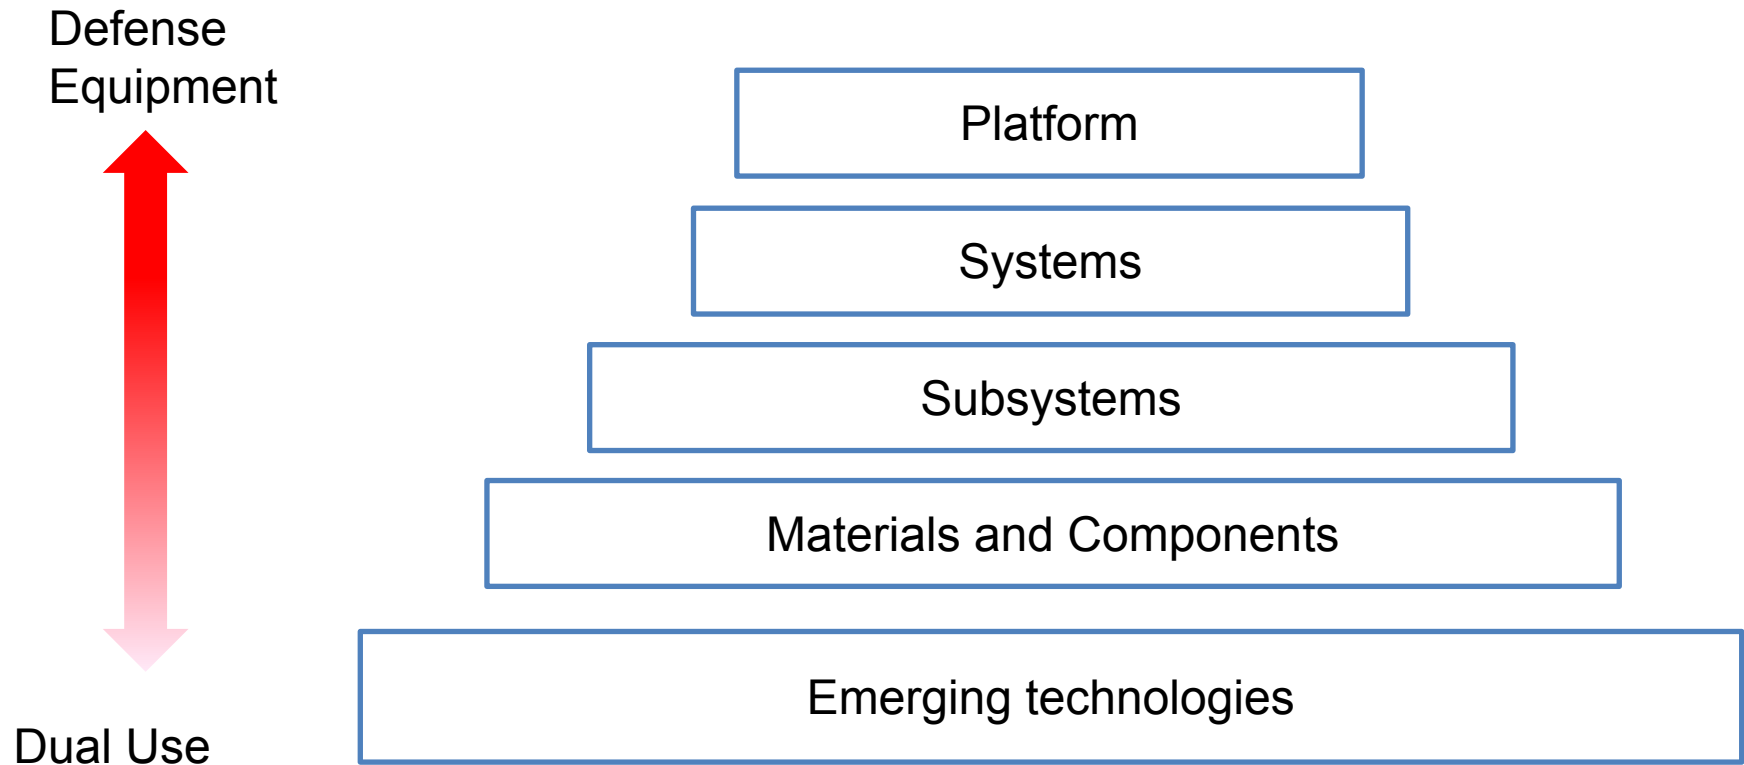 Defense
Equipment
Platform
Systems
Subsystems
Materials and Components
Emerging technologies
Dual Use